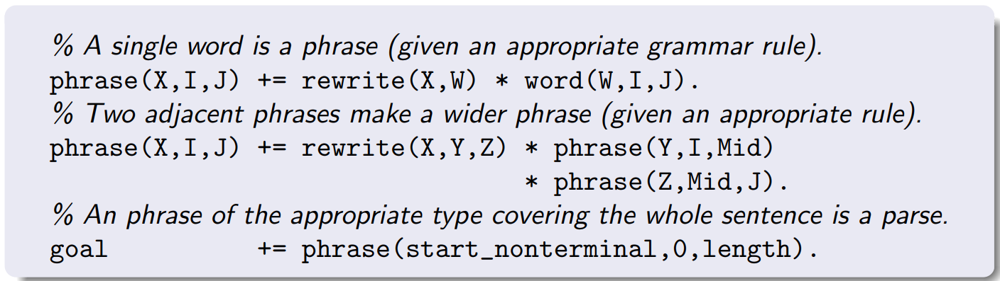 % A single word is a phrase (given an appropriate grammar rule).
phrase(X,I,J) += rewrite(X,W) * word(W,I,J).
% Two adjacent phrases make a wider phrase (given an appropriate rule).
phrase(X,I,J) += rewrite(X,Y,Z) * phrase(Y,I,Mid)
* phrase(Z,Mid,J).
% An phrase of the appropriate type covering the whole sentence is a parse.
goal += phrase(start_nonterminal,0,length).